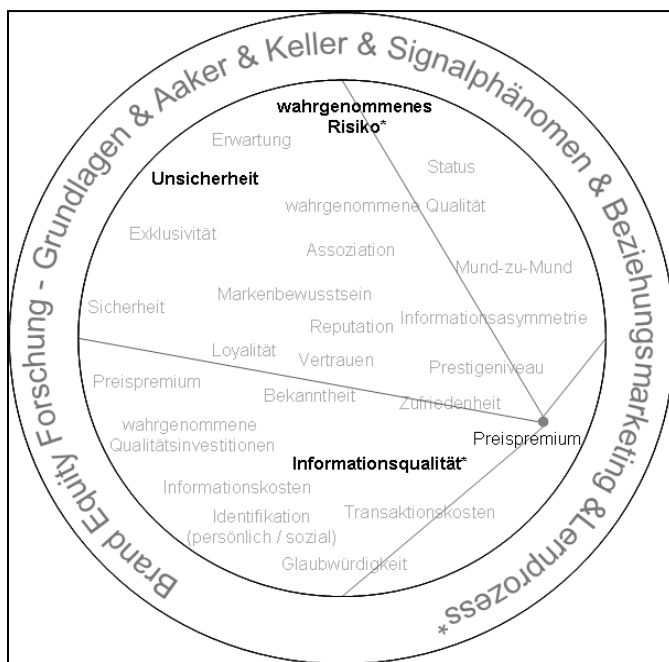 Brand Equity Forschung - Grundlagen & Aaker & Keller & Signalphänomen & Beziehungsmarketing &Lernprozess*
wahrgenommenes
Risiko*
Erwartung
Status
Unsicherheit
wahrgenommene Qualität
Exklusivität
Assoziation
Mund-zu-Mund
Markenbewusstsein
Sicherheit
Informationsasymmetrie
Reputation
Loyalität
Vertrauen
Prestigeniveau
Preispremium
Bekanntheit
Zufriedenheit
wahrgenommene
Qualitätsinvestitionen
Preispremium
Informationsqualität*
Informationskosten
Identifikation
(persönlich / sozial)
Transaktionskosten
Glaubwürdigkeit